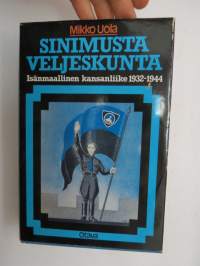 Mikko Uola
SINIMUSTA
VELJESKUNTA
Isänmaallinen kansanliike 1932-1944
Otava